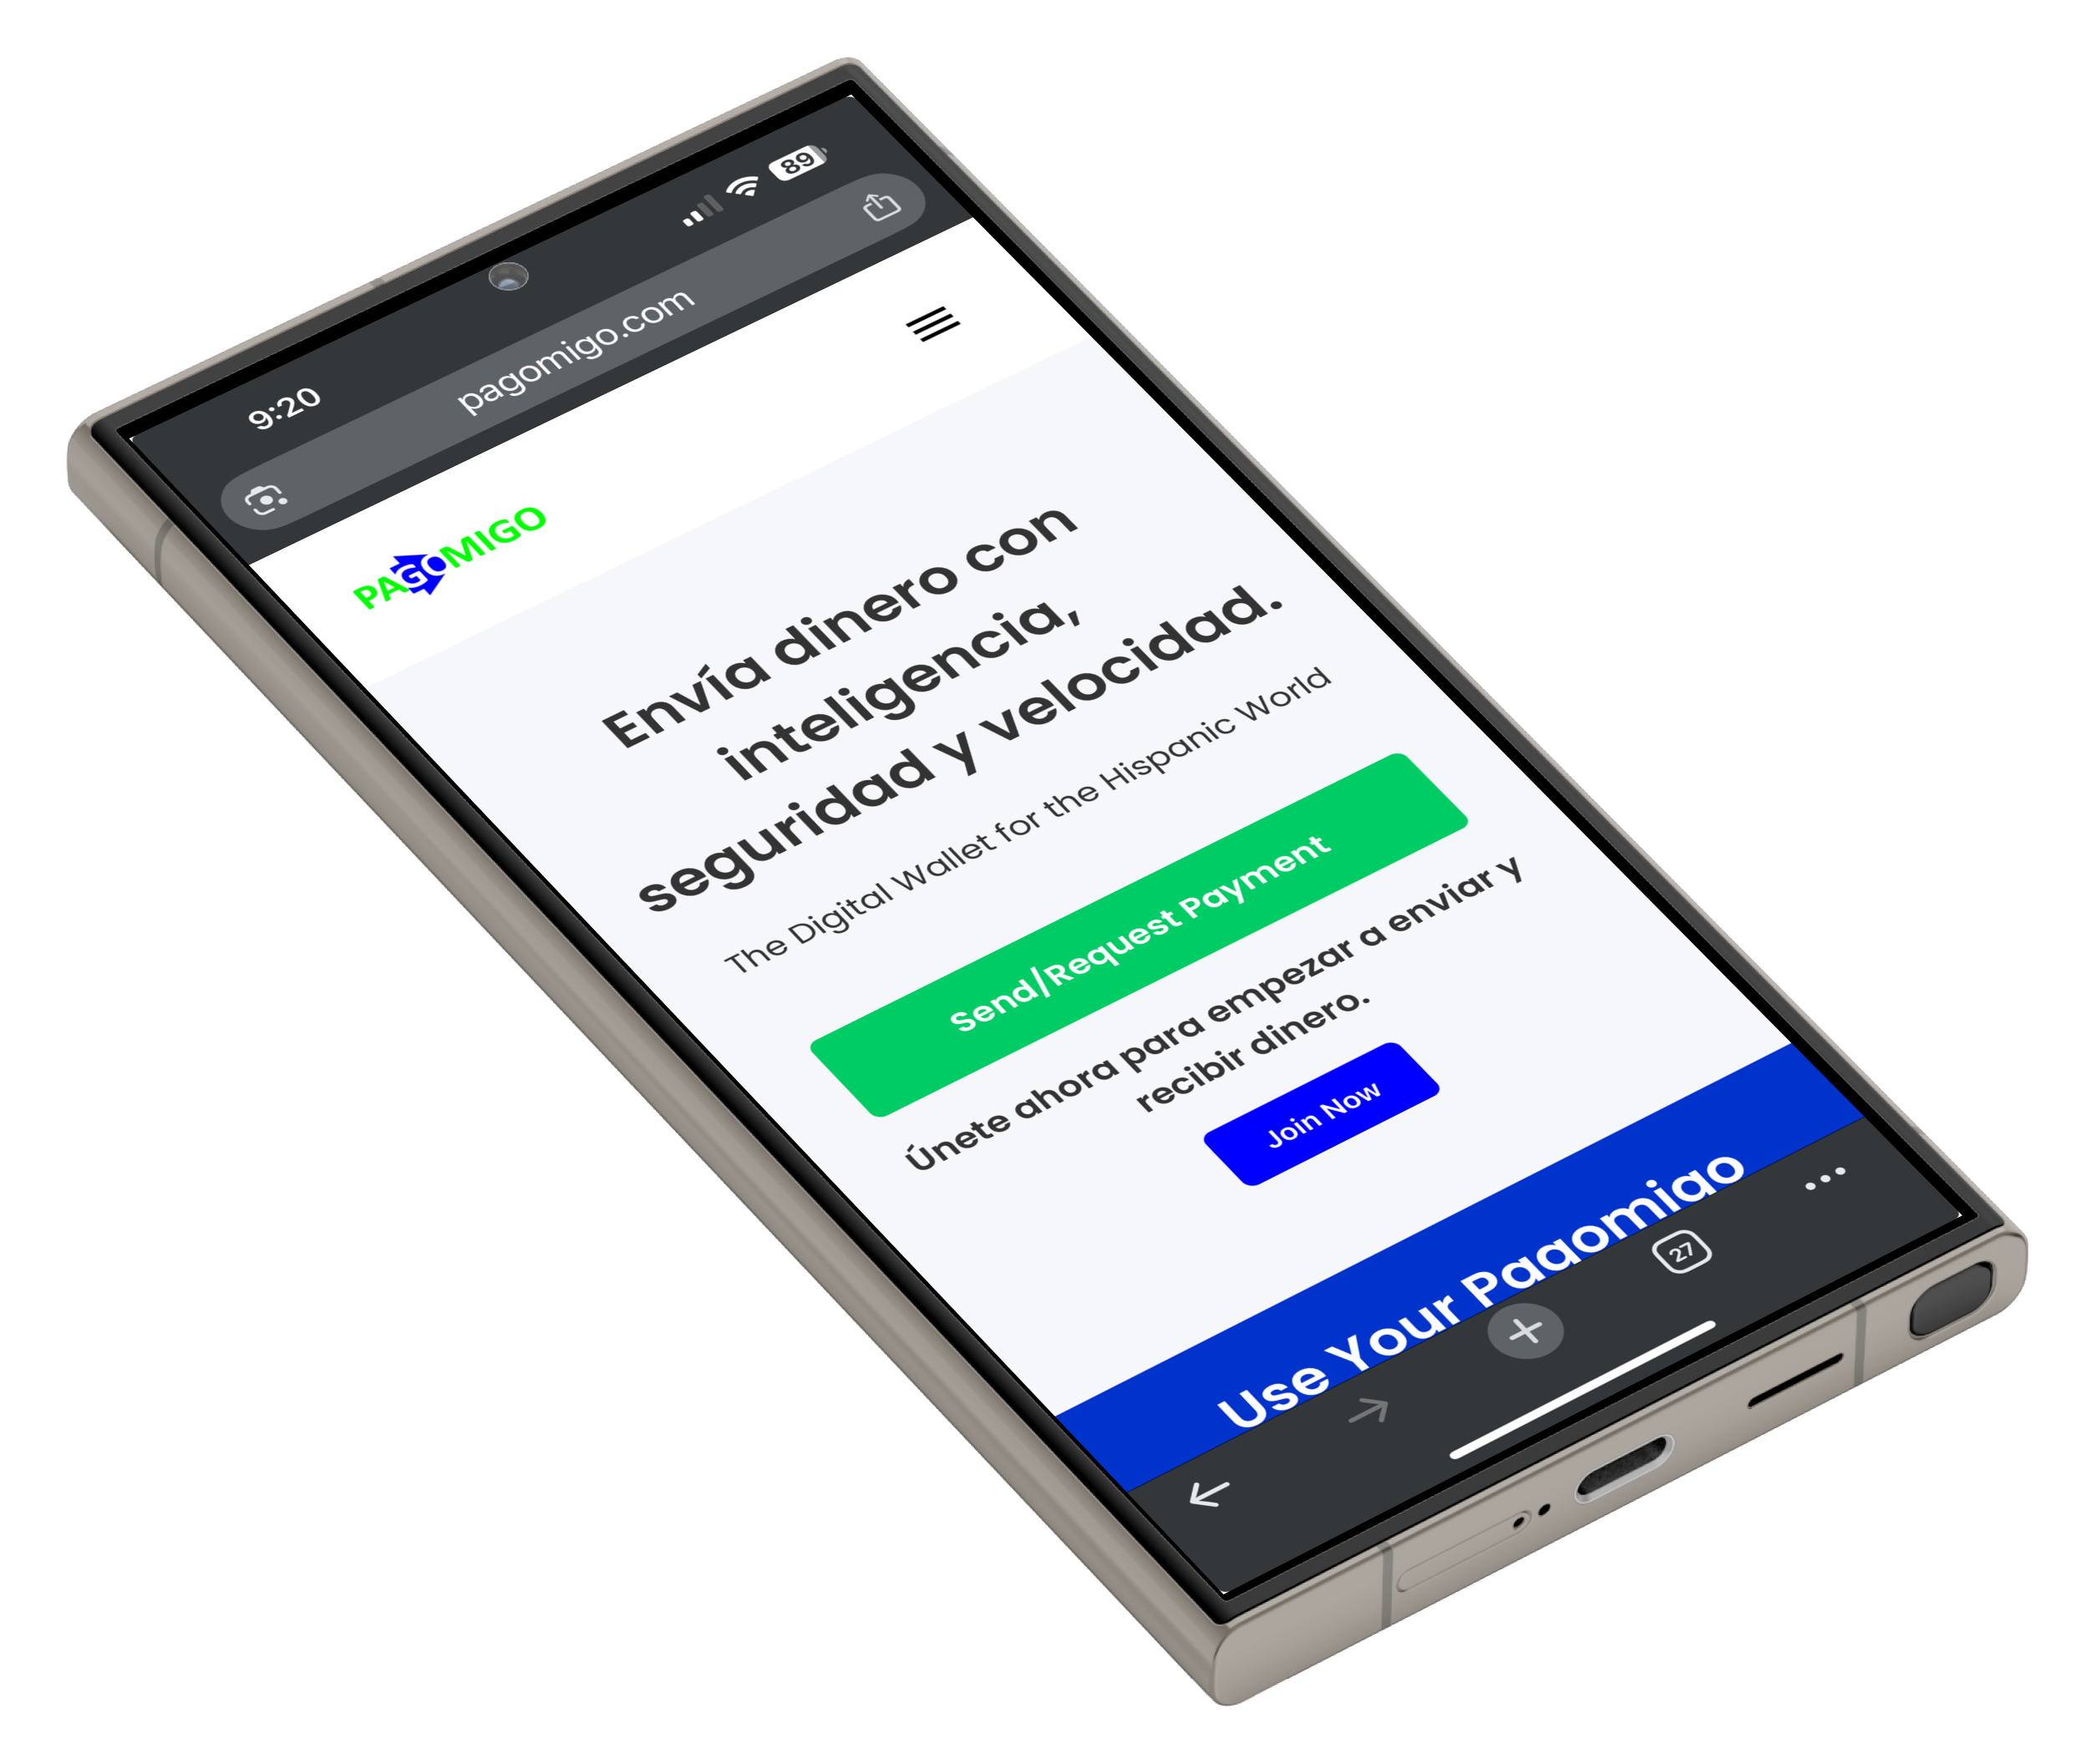 9:20
89
pagomigo.com
PAGOMIGO
Envía dinero con
inteligencia,
seguridad y velocidad.
The Digital Wallet for the Hispanic World
Send/Request Payment
Únete ahora para empezar a enviar y
recibir dinero.
Join Now
Use Your Pagomigo
27